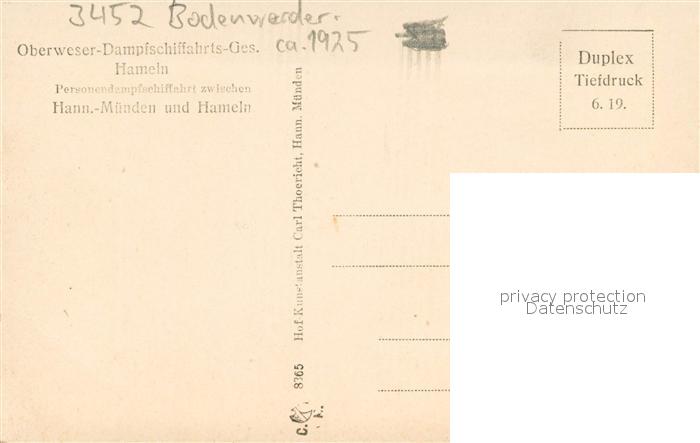 3452 Bodenwerder.
ca. 1925
Oberweser-Dampfschiffahrts-Ges.
Hameln
Personendampfschiffahrt zwischen
Hann.-Münden und Hameln
Duplex
Tiefdruck
6. 19.
8365 Hof Kunstanstalt Carl Thoericht, Hann. Münden
privacy protection
Datenschutz